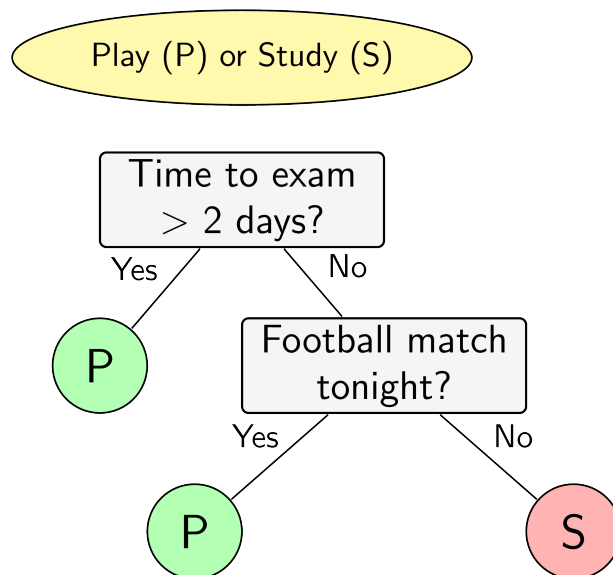 Play (P) or Study (S)
Time to exam
> 2 days?
Yes
No
P
Football match
tonight?
Yes
No
P
S